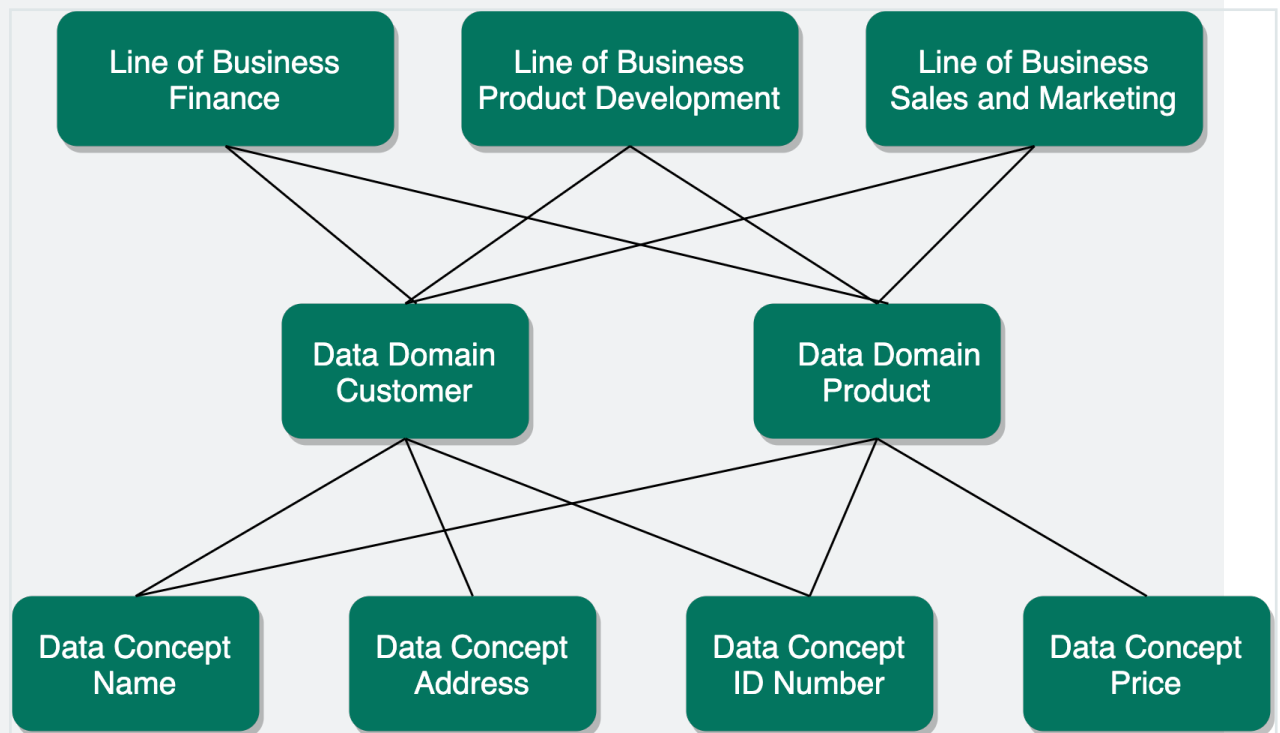 Line of Business
Finance
Line of Business
Product Development
Line of Business
Sales and Marketing
Data Domain
Customer
Data Domain
Product
Data Concept
Name
Data Concept
Address
Data Concept
ID Number
Data Concept
Price